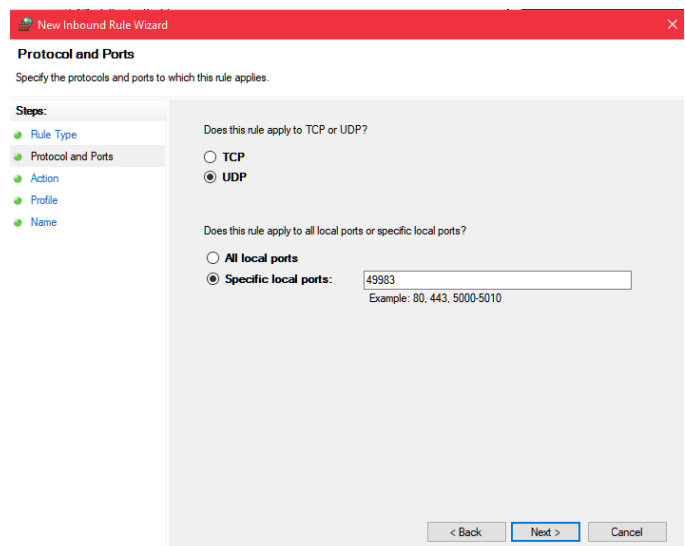 New Inbound Rule Wizard
Protocol and Ports
Specify the protocols and ports to which this rule applies.
Steps:
Rule Type
Protocol and Ports
Action
Profile
Name
Does this rule apply to TCP or UDP?
TCP
UDP
Does this rule apply to all local ports or specific local ports?
All local ports
Specific local ports: 49983
Example: 80, 443, 5000-5010
< Back Next > Cancel